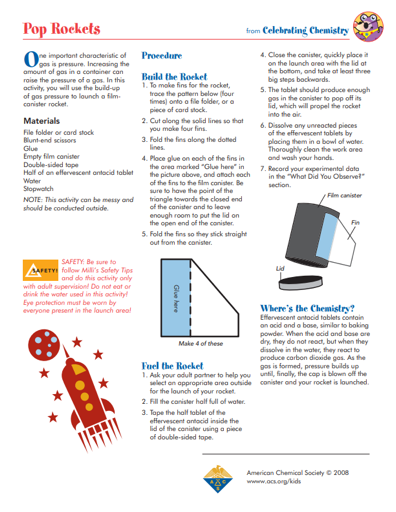 Pop Rockets
from Celebrating Chemistry
One important characteristic of
gas is pressure. Increasing the
amount of gas in a container can
raise the pressure of a gas. In this
activity, you will use the build-up
of gas pressure to launch a film-
canister rocket.
Materials
File folder or card stock
Blunt-end scissors
Glue
Empty film canister
Double-sided tape
Half of an effervescent antacid tablet
Water
Stopwatch
NOTE: This activity can be messy and
should be conducted outside.
SAFETY!
SAFETY: Be sure to
follow Milli's Safety Tips
and do this activity only
with adult supervision! Do not eat or
drink the water used in this activity!
Eye protection must be worn by
everyone present in the launch area!
Procedure
Build the Rocket
1. To make fins for the rocket,
trace the pattern below (four
times) onto a file folder, or a
piece of card stock.
2. Cut along the solid lines so that
you make four fins.
3. Fold the fins along the dotted
lines.
4. Place glue on each of the fins in
the area marked "Glue here" in
the picture above, and attach each
of the fins to the film canister. Be
sure to have the point of the
triangle towards the closed end
of the canister and to leave
enough room to put the lid on
the open end of the canister.
5. Fold the fins so they stick straight
out from the canister.
Glue here
Make 4 of these
Fuel the Rocket
1. Ask your adult partner to help you
select an appropriate area outside
for the launch of your rocket.
2. Fill the canister half full of water.
3. Tape the half tablet of the
effervescent antacid inside the
lid of the canister using a piece
of double-sided tape.
4. Close the canister, quickly place it
on the launch area with the lid at
the bottom, and take at least three
big steps backwards.
5. The tablet should produce enough
gas in the canister to pop off its
lid, which will propel the rocket
into the air.
6. Dissolve any unreacted pieces
of the effervescent tablets by
placing them in a bowl of water.
Thoroughly clean the work area
and wash your hands.
7. Record your experimental data
in the "What Did You Observe?"
section.
Film canister
Fin
Lid
Where's the Chemistry?
Effervescent antacid tablets contain
an acid and a base, similar to baking
powder. When the acid and base are
dry, they do not react, but when they
dissolve in the water, they react to
produce carbon dioxide gas. As the
gas is formed, pressure builds up
until, finally, the cap is blown off the
canister and your rocket is launched.
ACS
American Chemical Society © 2008
www.acs.org/kids